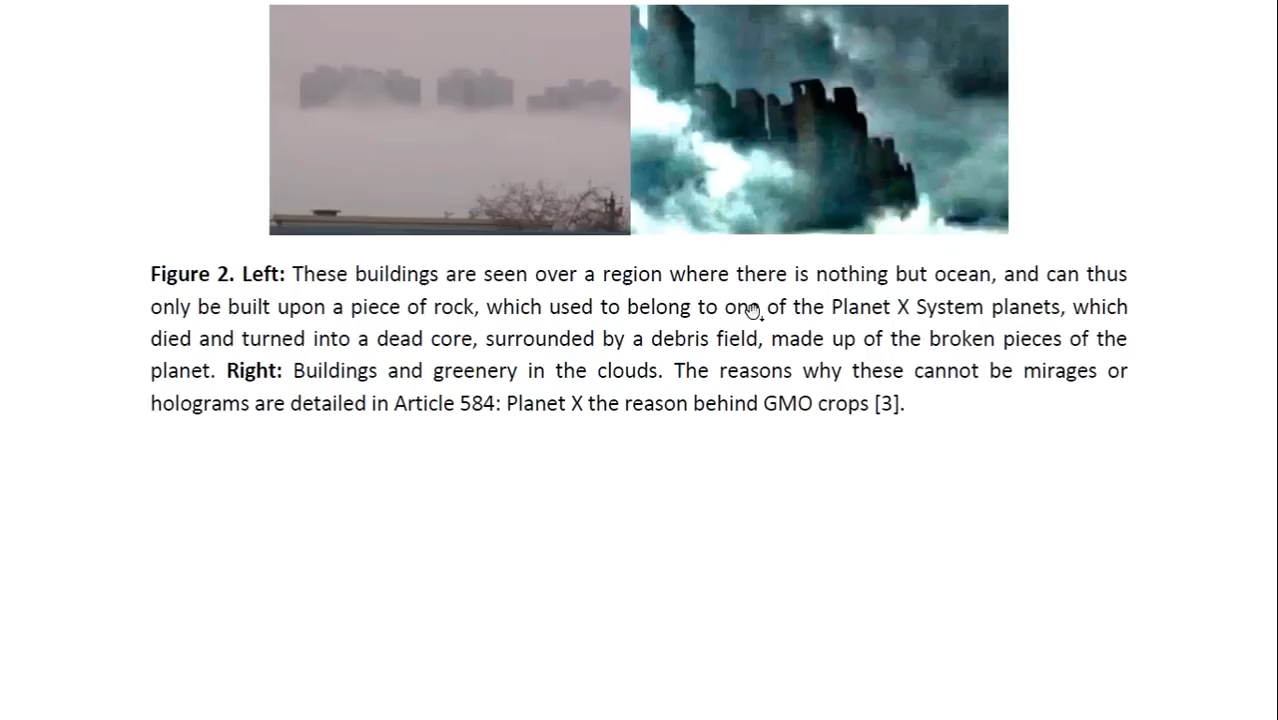 Figure 2. Left: These buildings are seen over a region where there is nothing but ocean, and can thus
only be built upon a piece of rock, which used to belong to one of the Planet X System planets, which
died and turned into a dead core, surrounded by a debris field, made up of the broken pieces of the
planet. Right: Buildings and greenery in the clouds. The reasons why these cannot be mirages or
holograms are detailed in Article 584: Planet X the reason behind GMO crops [3].